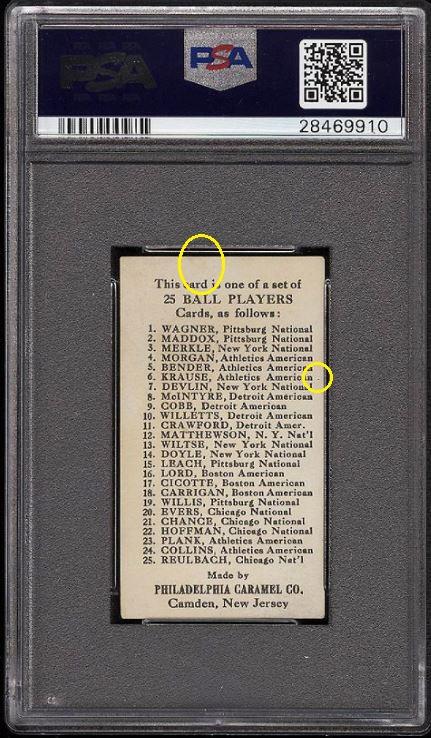 PSA
PSA
28469910
This card is one of a set of
25 BALL PLAYERS
Cards, as follows:
1. WAGNER, Pittsburg National
2. MADDOX, Pittsburg National
3. MERKLE, New York National
4. MORGAN, Athletics American
5. BENDER, Athletics American
6. KRAUSE, Athletics American
7. DEVLIN, New York National
8. McINTYRE, Detroit American
9. COBB, Detroit American
10. WILLETTS, Detroit American
11. CRAWFORD, Detroit Amer.
12. MATTHEWSON, N. Y. Nat'l
13. WILTSE, New York National
14. DOYLE, New York National
15. LEACH, Pittsburg National
16. LORD, Boston American
17. CICOTTE, Boston American
18. CARRIGAN, Boston American
19. WILLIS, Pittsburg National
20. EVERS, Chicago National
21. CHANCE, Chicago National
22. HOFFMAN, Chicago National
23. PLANK, Athletics American
24. COLLINS, Athletics American
25. REULBACH, Chicago Nat'l
Made by
PHILADELPHIA CARAMEL CO.
Camden, New Jersey